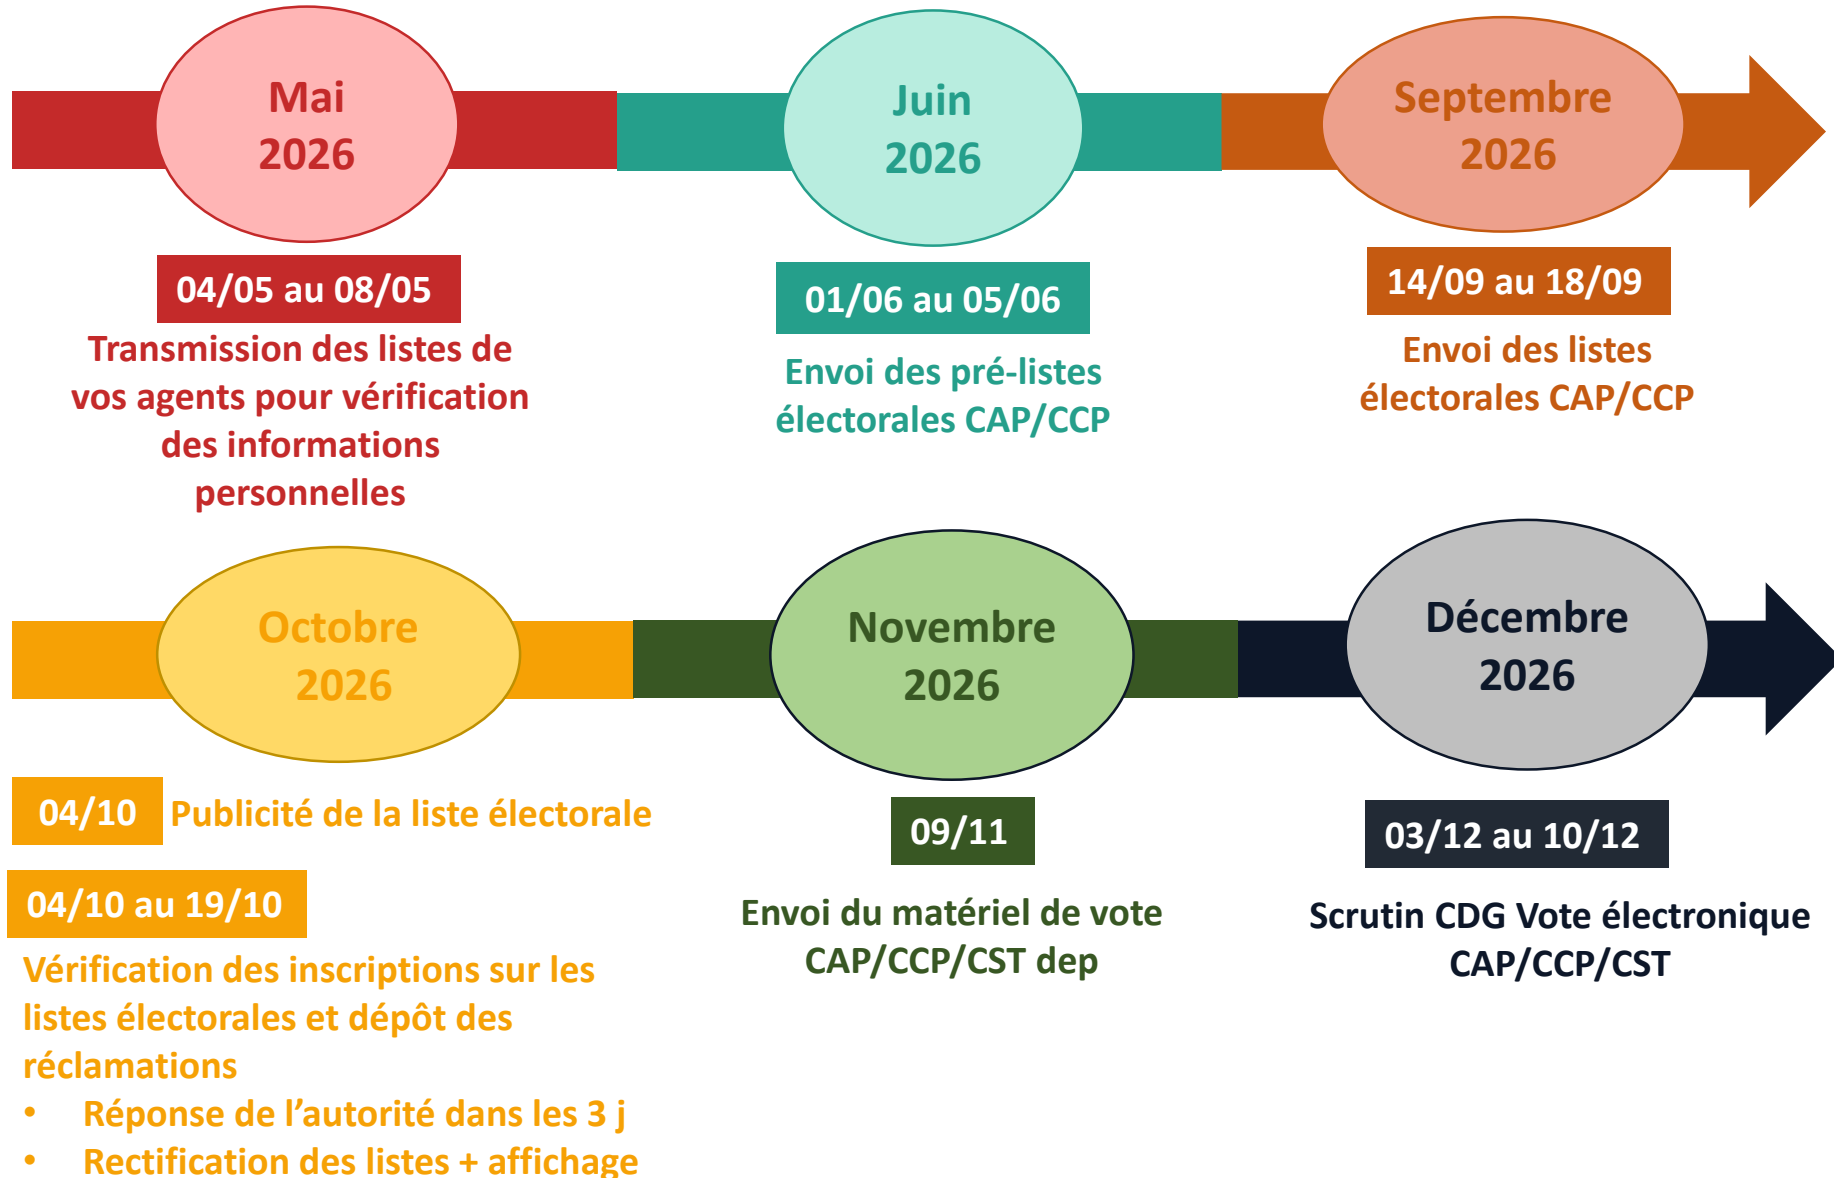 Mai
2026
Juin
2026
Septembre
2026
04/05 au 08/05
Transmission des listes de
vos agents pour vérification
des informations
personnelles
01/06 au 05/06
Envoi des pré-listes
électorales CAP/CCP
14/09 au 18/09
Envoi des listes
électorales CAP/CCP
Octobre
2026
Novembre
2026
Décembre
2026
04/10 Publicité de la liste électorale
04/10 au 19/10
Vérification des inscriptions sur les
listes électorales et dépôt des
réclamations
• Réponse de l’autorité dans les 3 j
• Rectification des listes + affichage
09/11
Envoi du matériel de vote
CAP/CCP/CST dep
03/12 au 10/12
Scrutin CDG Vote électronique
CAP/CCP/CST